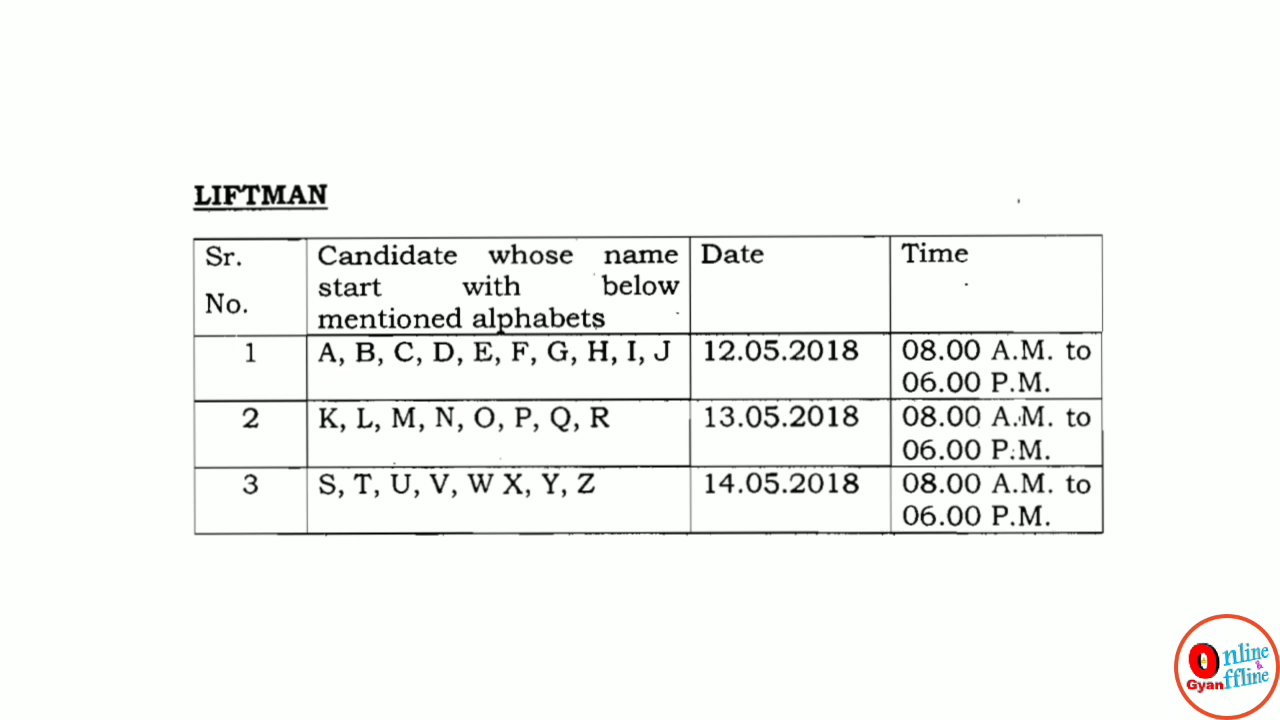 LIFTMAN
Sr. No. Candidate whose name start with below mentioned alphabets Date Time
1 A, B, C, D, E, F, G, H, I, J 12.05.2018 08.00 A.M. to 06.00 P.M.
2 K, L, M, N, O, P, Q, R 13.05.2018 08.00 A.M. to 06.00 P.M.
3 S, T, U, V, W X, Y, Z 14.05.2018 08.00 A.M. to 06.00 P.M.
Online
&
Gyan ffline